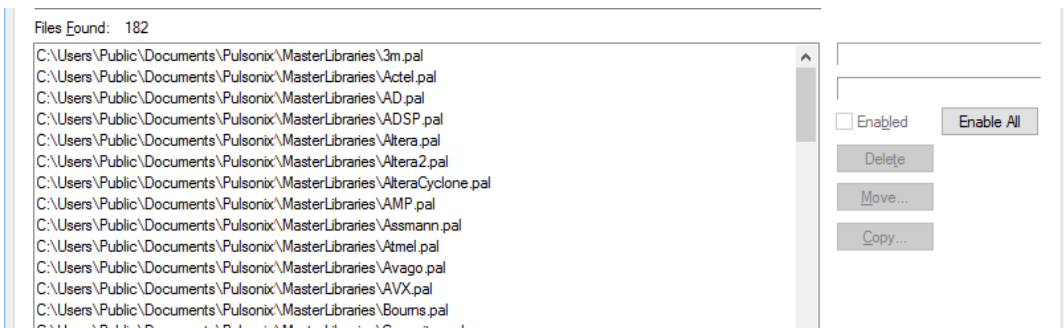 Files Found: 182
C:\Users\Public\Documents\Pulsonix\MasterLibraries\3m.pal
C:\Users\Public\Documents\Pulsonix\MasterLibraries\Actel.pal
C:\Users\Public\Documents\Pulsonix\MasterLibraries\AD.pal
C:\Users\Public\Documents\Pulsonix\MasterLibraries\ADSP.pal
C:\Users\Public\Documents\Pulsonix\MasterLibraries\Altera.pal
C:\Users\Public\Documents\Pulsonix\MasterLibraries\Altera2.pal
C:\Users\Public\Documents\Pulsonix\MasterLibraries\AlteraCyclone.pal
C:\Users\Public\Documents\Pulsonix\MasterLibraries\AMP.pal
C:\Users\Public\Documents\Pulsonix\MasterLibraries\Assmann.pal
C:\Users\Public\Documents\Pulsonix\MasterLibraries\Atmel.pal
C:\Users\Public\Documents\Pulsonix\MasterLibraries\Avago.pal
C:\Users\Public\Documents\Pulsonix\MasterLibraries\AVX.pal
C:\Users\Public\Documents\Pulsonix\MasterLibraries\Bourns.pal
Enabled
Enable All
Delete
Move...
Copy...